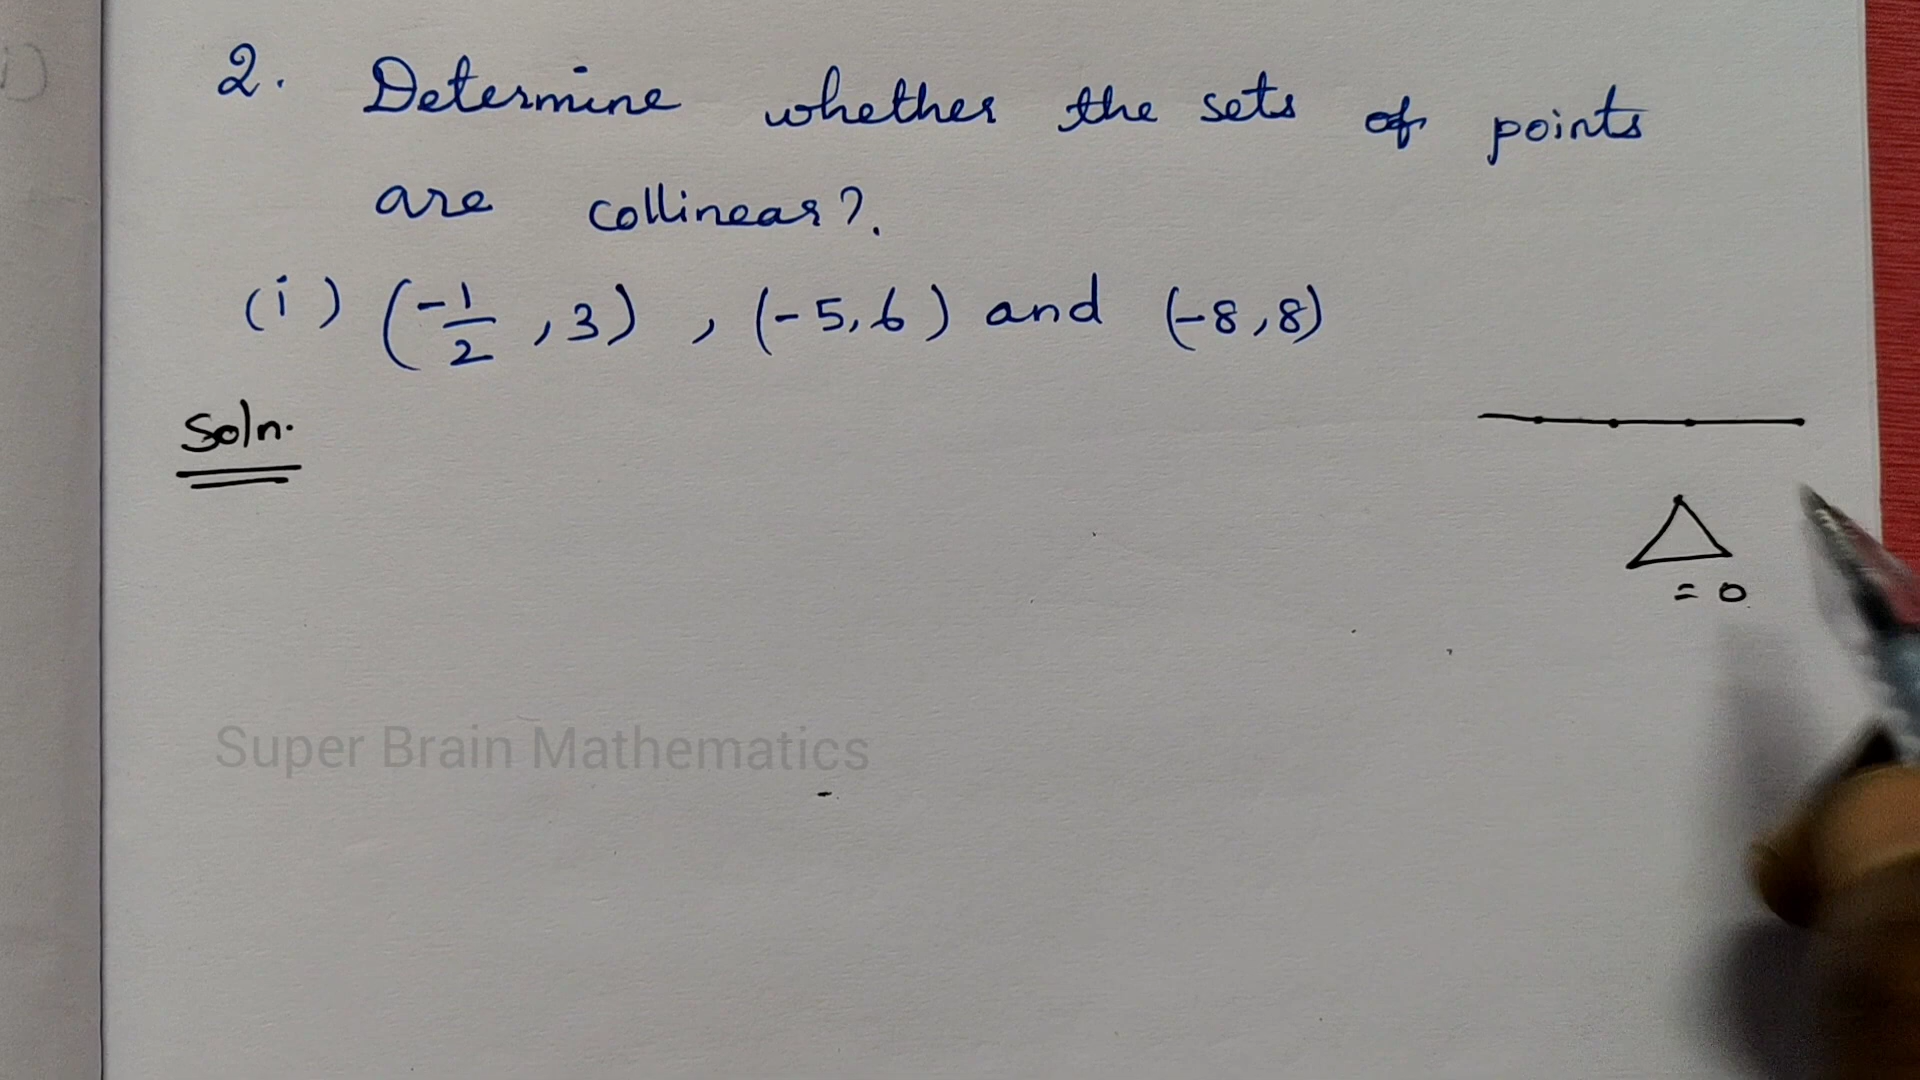 2. Determine whether the sets of points
are collinear?.
(i) (-1/2, 3), (-5, 6) and (-8, 8)
Soln.
= 0
Super Brain Mathematics